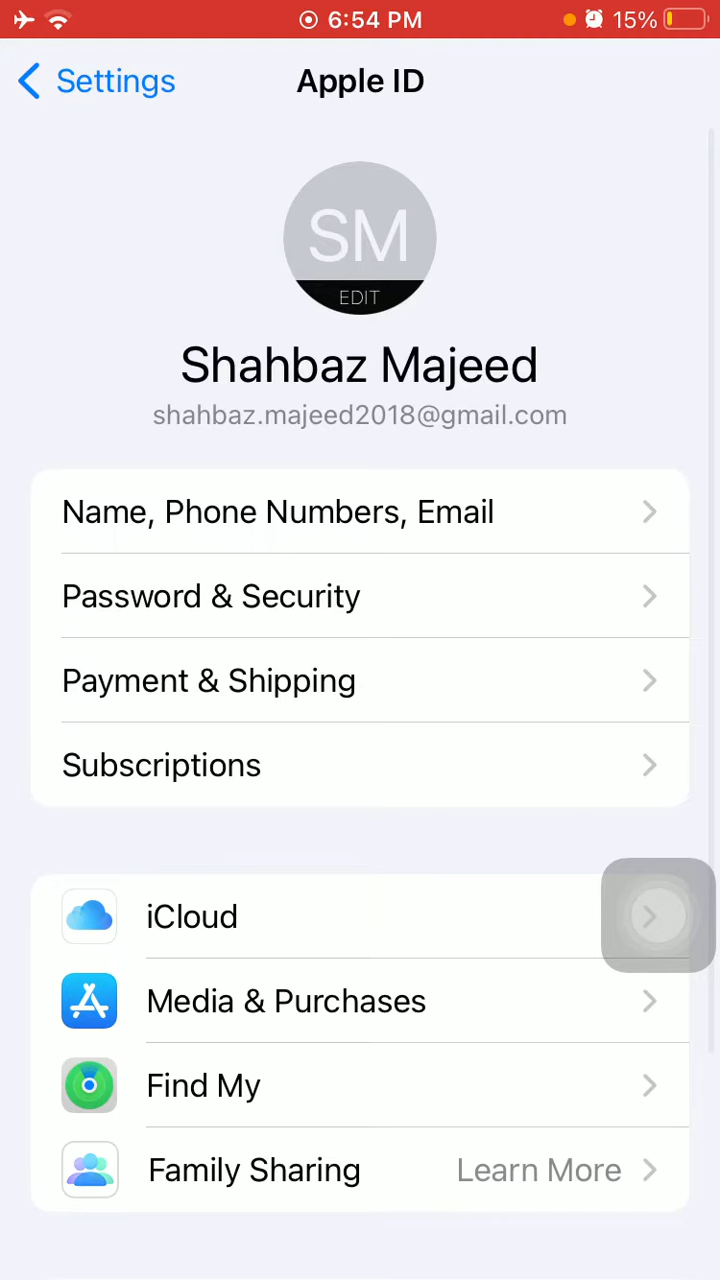 6:54 PM 15%
Settings Apple ID
SM
EDIT
Shahbaz Majeed
shahbaz.majeed2018@gmail.com
Name, Phone Numbers, Email
Password & Security
Payment & Shipping
Subscriptions
iCloud
Media & Purchases
Find My
Family Sharing Learn More